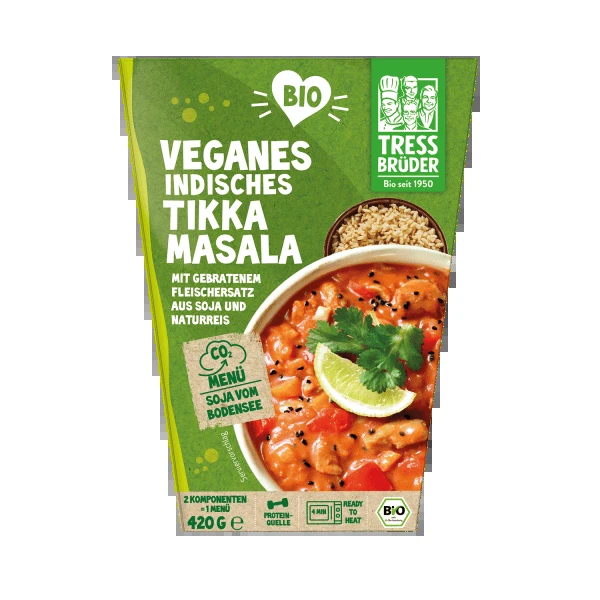 BIO
TRESS
BRÜDER
Bio seit 1950
VEGANES
INDISCHES
TIKKA
MASALA
MIT GEBRATENEM
FLEISCHERSATZ
AUS SOJA UND
NATURREIS
CO2
MENÜ
SOJA VOM
BODENSEE
Serviervorschlag
2 KOMPONENTEN
= 1 MENÜ
420 G e
PROTEIN-
QUELLE
4 MIN
READY
TO
HEAT
BIO